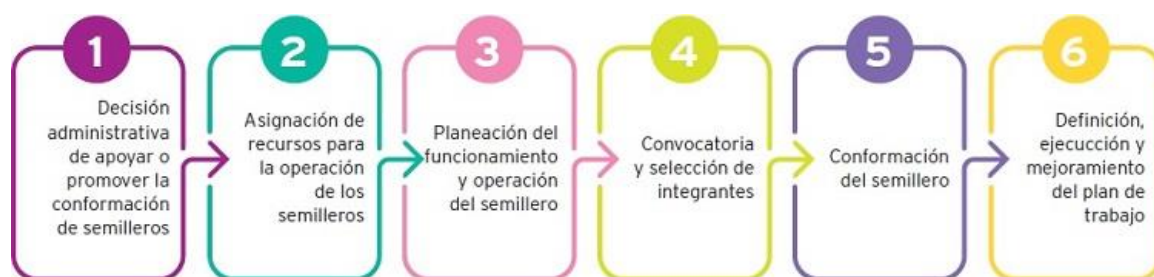 1
Decisión
administrativa
de apoyar o
promover la
conformación
de semilleros
2
Asignación de
recursos para
la operación
de los
semilleros
3
Planeación del
funcionamiento
y operación
del semillero
4
Convocatoria
y selección de
integrantes
5
Conformación
del semillero
6
Definición,
ejecucción y
mejoramiento
del plan de
trabajo